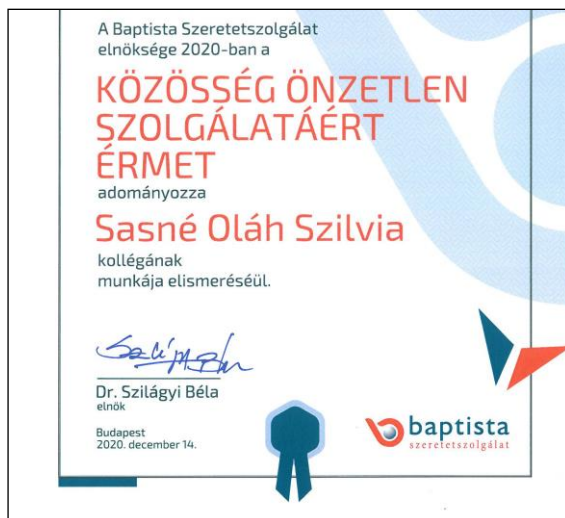 A Baptista Szeretetszolgálat
elnöksége 2020-ban a
KÖZÖSSÉG ÖNZETLEN
SZOLGÁLATÁÉRT
ÉRMET
adományozza
Sasné Oláh Szilvia
kollégának
munkája elismeréséül.
Dr. Szilágyi Béla
elnök
Budapest
2020. december 14.
baptista
szeretetszolgálat